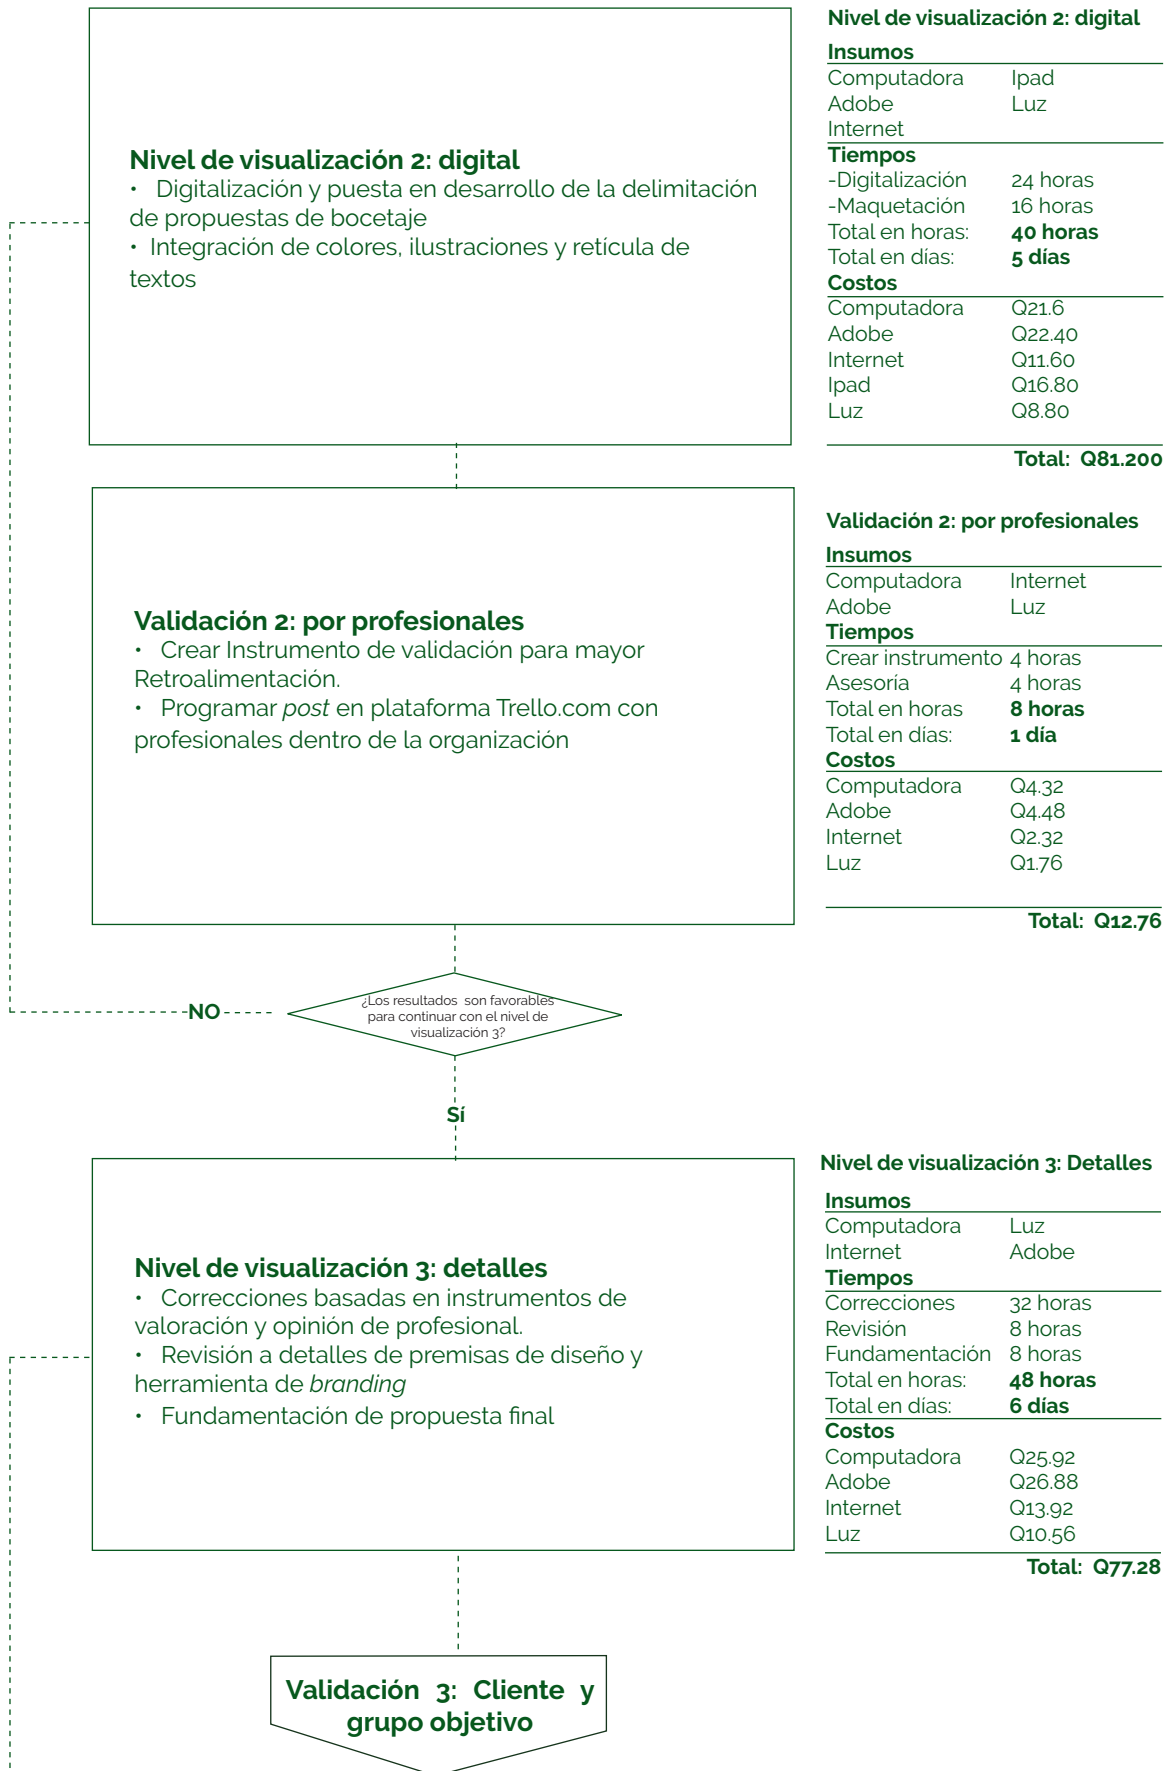 Nivel de visualización 2: digital
• Digitalización y puesta en desarrollo de la delimitación
de propuestas de bocetaje
• Integración de colores, ilustraciones y retícula de
textos
Nivel de visualización 2: digital
Insumos
Computadora Ipad
Adobe Luz
Internet
Tiempos
-Digitalización 24 horas
-Maquetación 16 horas
Total en horas: 40 horas
Total en días: 5 días
Costos
Computadora Q21.6
Adobe Q22.40
Internet Q11.60
Ipad Q16.80
Luz Q8.80
Total: Q81.200
Validación 2: por profesionales
• Crear Instrumento de validación para mayor
Retroalimentación.
• Programar post en plataforma Trello.com con
profesionales dentro de la organización
Validación 2: por profesionales
Insumos
Computadora Internet
Adobe Luz
Tiempos
Crear instrumento 4 horas
Asesoría 4 horas
Total en horas 8 horas
Total en días: 1 día
Costos
Computadora Q4.32
Adobe Q4.48
Internet Q2.32
Luz Q1.76
Total: Q12.76
NO
¿Los resultados son favorables
para continuar con el nivel de
visualización 3?
Sí
Nivel de visualización 3: detalles
• Correcciones basadas en instrumentos de
valoración y opinión de profesional.
• Revisión a detalles de premisas de diseño y
herramienta de branding
• Fundamentación de propuesta final
Nivel de visualización 3: Detalles
Insumos
Computadora Luz
Internet Adobe
Tiempos
Correcciones 32 horas
Revisión 8 horas
Fundamentación 8 horas
Total en horas: 48 horas
Total en días: 6 días
Costos
Computadora Q25.92
Adobe Q26.88
Internet Q13.92
Luz Q10.56
Total: Q77.28
Validación 3: Cliente y
grupo objetivo